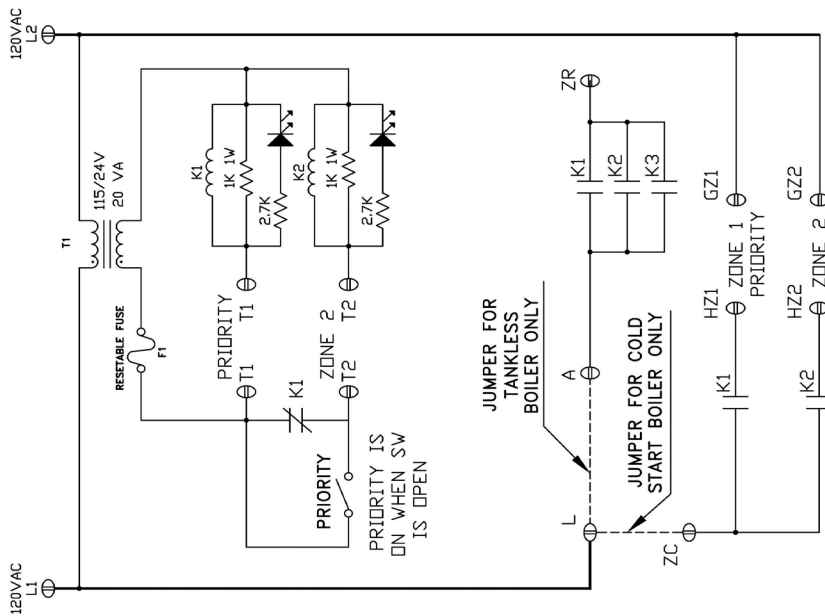 120VAC
L2
115/24V
20 VA
T1
RESETABLE FUSE
F1
K1
1K 1W
2.7K
K2
1K 1W
2.7K
PRIORITY
T1
T1
ZONE 2
T2
T2
K1
PRIORITY
PRIORITY IS
ON WHEN SW
IS OPEN
120VAC
L1
JUMPER FOR
TANKLESS
BOILER ONLY
JUMPER FOR COLD
START BOILER ONLY
L
A
ZC
ZR
K1
K2
K3
HZ1
GZ1
ZONE 1
PRIORITY
K1
HZ2
GZ2
ZONE 2
K2